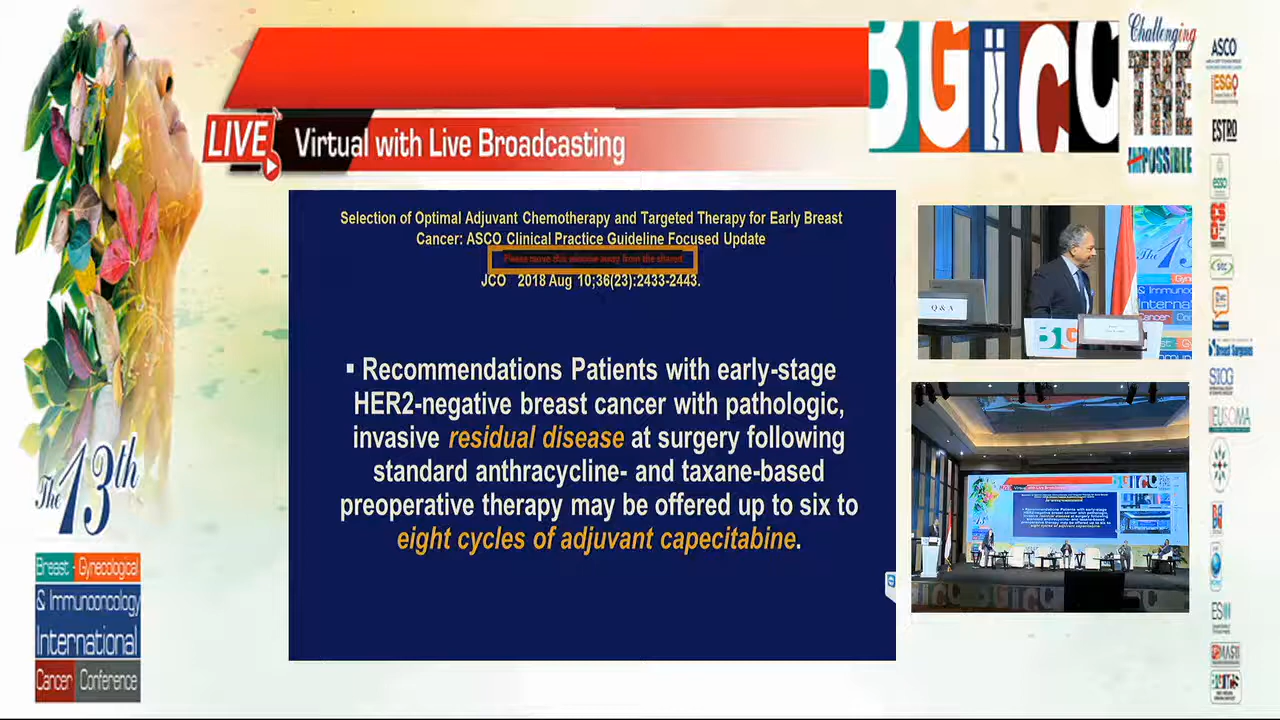 BGiCC
Challenging
THE
IMPOSSIBLE
LIVE
Virtual with Live Broadcasting
Selection of Optimal Adjuvant Chemotherapy and Targeted Therapy for Early Breast
Cancer: ASCO Clinical Practice Guideline Focused Update
Please move this window away from the shared
JCO 2018 Aug 10;36(23):2433-2443.
▪ Recommendations Patients with early-stage
HER2-negative breast cancer with pathologic,
invasive residual disease at surgery following
standard anthracycline- and taxane-based
preoperative therapy may be offered up to six to
eight cycles of adjuvant capecitabine.
The 13th
Breast - Gynecological
& Immunooncology
International
Cancer Conference
Q & A
ASCO
IESGO
ESTRO
esso
EUSOMA